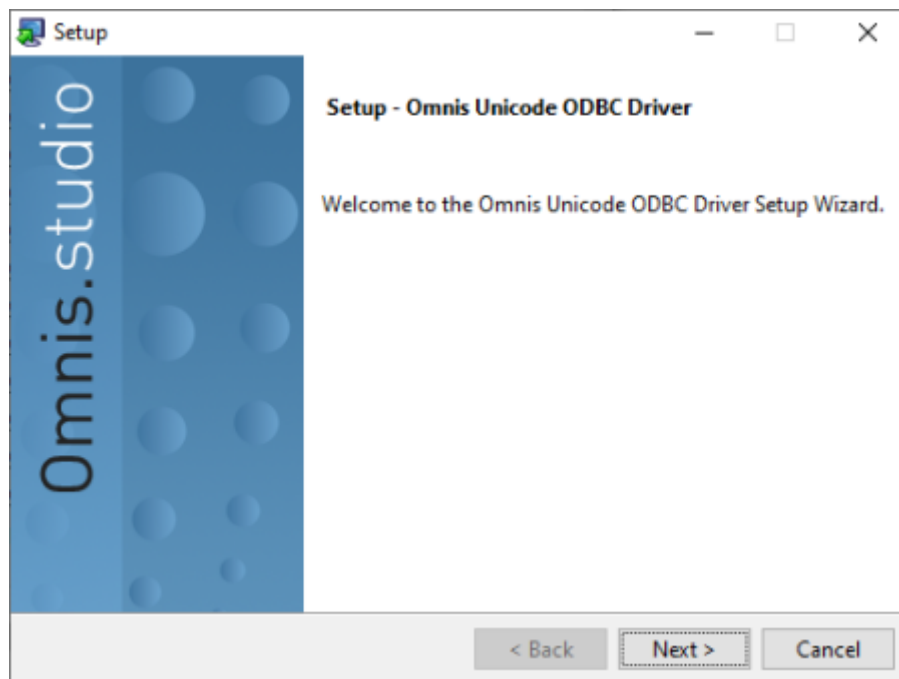 Setup
Omnis.studio
Setup - Omnis Unicode ODBC Driver
Welcome to the Omnis Unicode ODBC Driver Setup Wizard.
< Back
Next >
Cancel